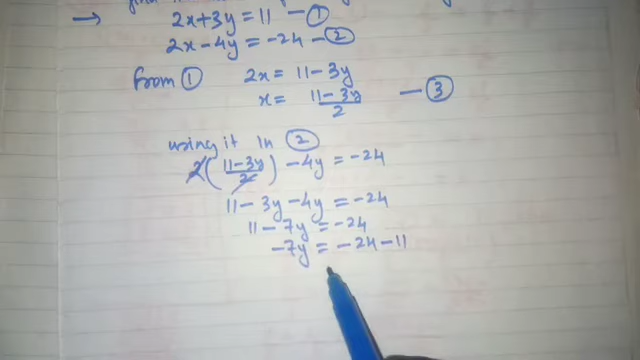 → 2x+3y = 11 — ①
2x-4y = -24 - ②
from ① 2x = 11-3y
x = (11-3y)/2 — ③
using it in ②
2((11-3y)/2) -4y = -24
11-3y-4y = -24
11-7y = -24
-7y = -24-11